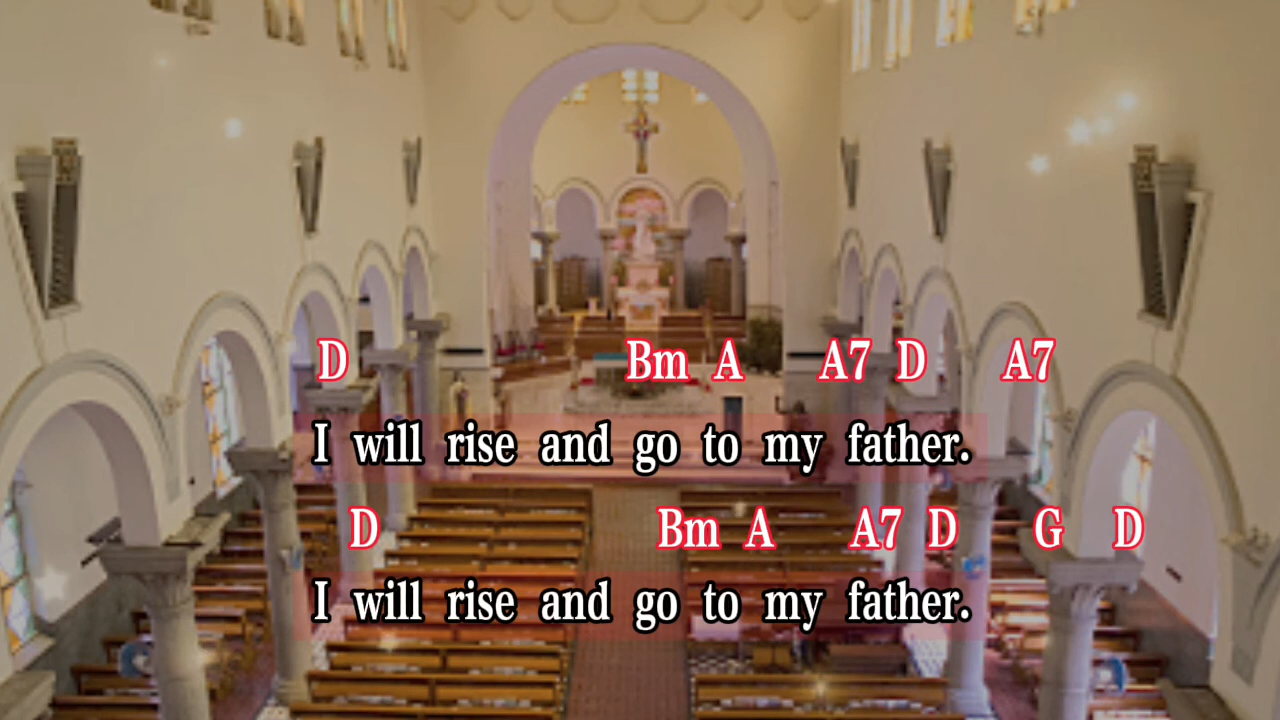 D Bm A A7 D A7
I will rise and go to my father.
D Bm A A7 D G D
I will rise and go to my father.